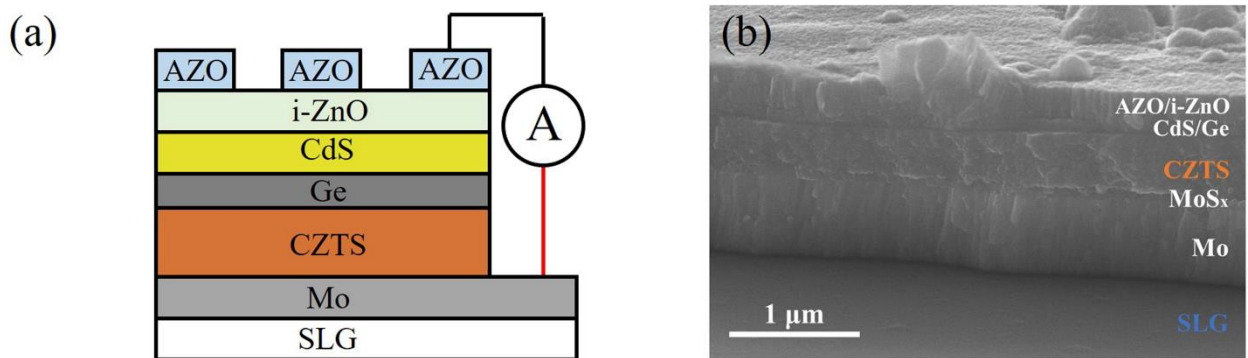 (a)
AZO AZO AZO
A
i-ZnO
CdS
Ge
CZTS
Mo
SLG
(b)
AZO/i-ZnO
CdS/Ge
CZTS
MoSx
Mo
1 μm
SLG